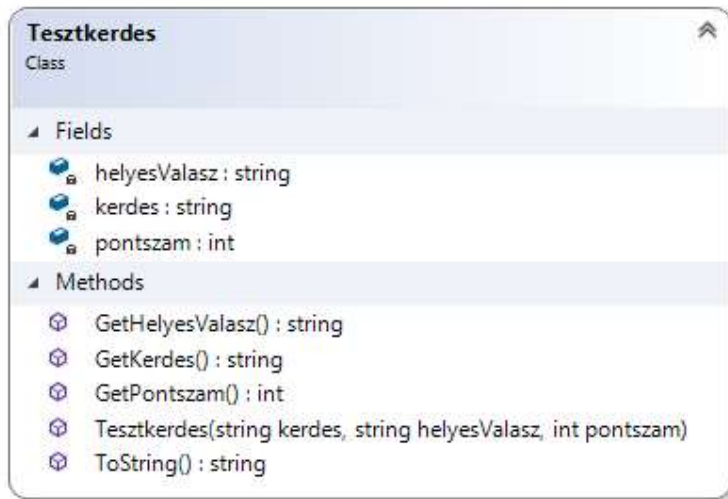 Tesztkerdes
Class
Fields
helyesValasz : string
kerdes : string
pontszam : int
Methods
GetHelyesValasz() : string
GetKerdes() : string
GetPontszam() : int
Tesztkerdes(string kerdes, string helyesValasz, int pontszam)
ToString() : string